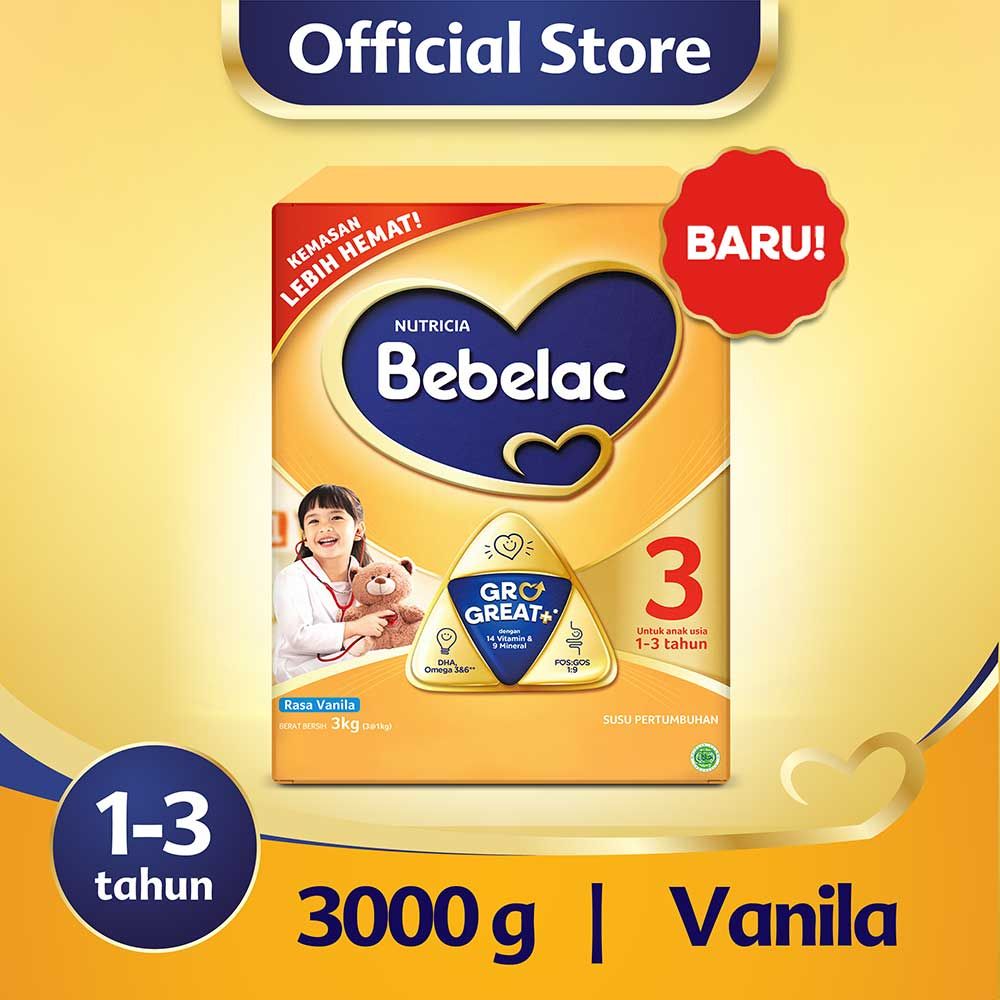 Official Store
KEMASAN
LEBIH HEMAT!
BARU!
NUTRICIA
Bebelac
GRO
GREAT+*
dengan
14 Vitamin &
9 Mineral
DHA,
Omega 3&6**
FOS:GOS
1:9
3
Untuk anak usia
1-3 tahun
Rasa Vanila
BERAT BERSIH 3kg (3@1kg)
SUSU PERTUMBUHAN
1-3
tahun
3000 g | Vanila